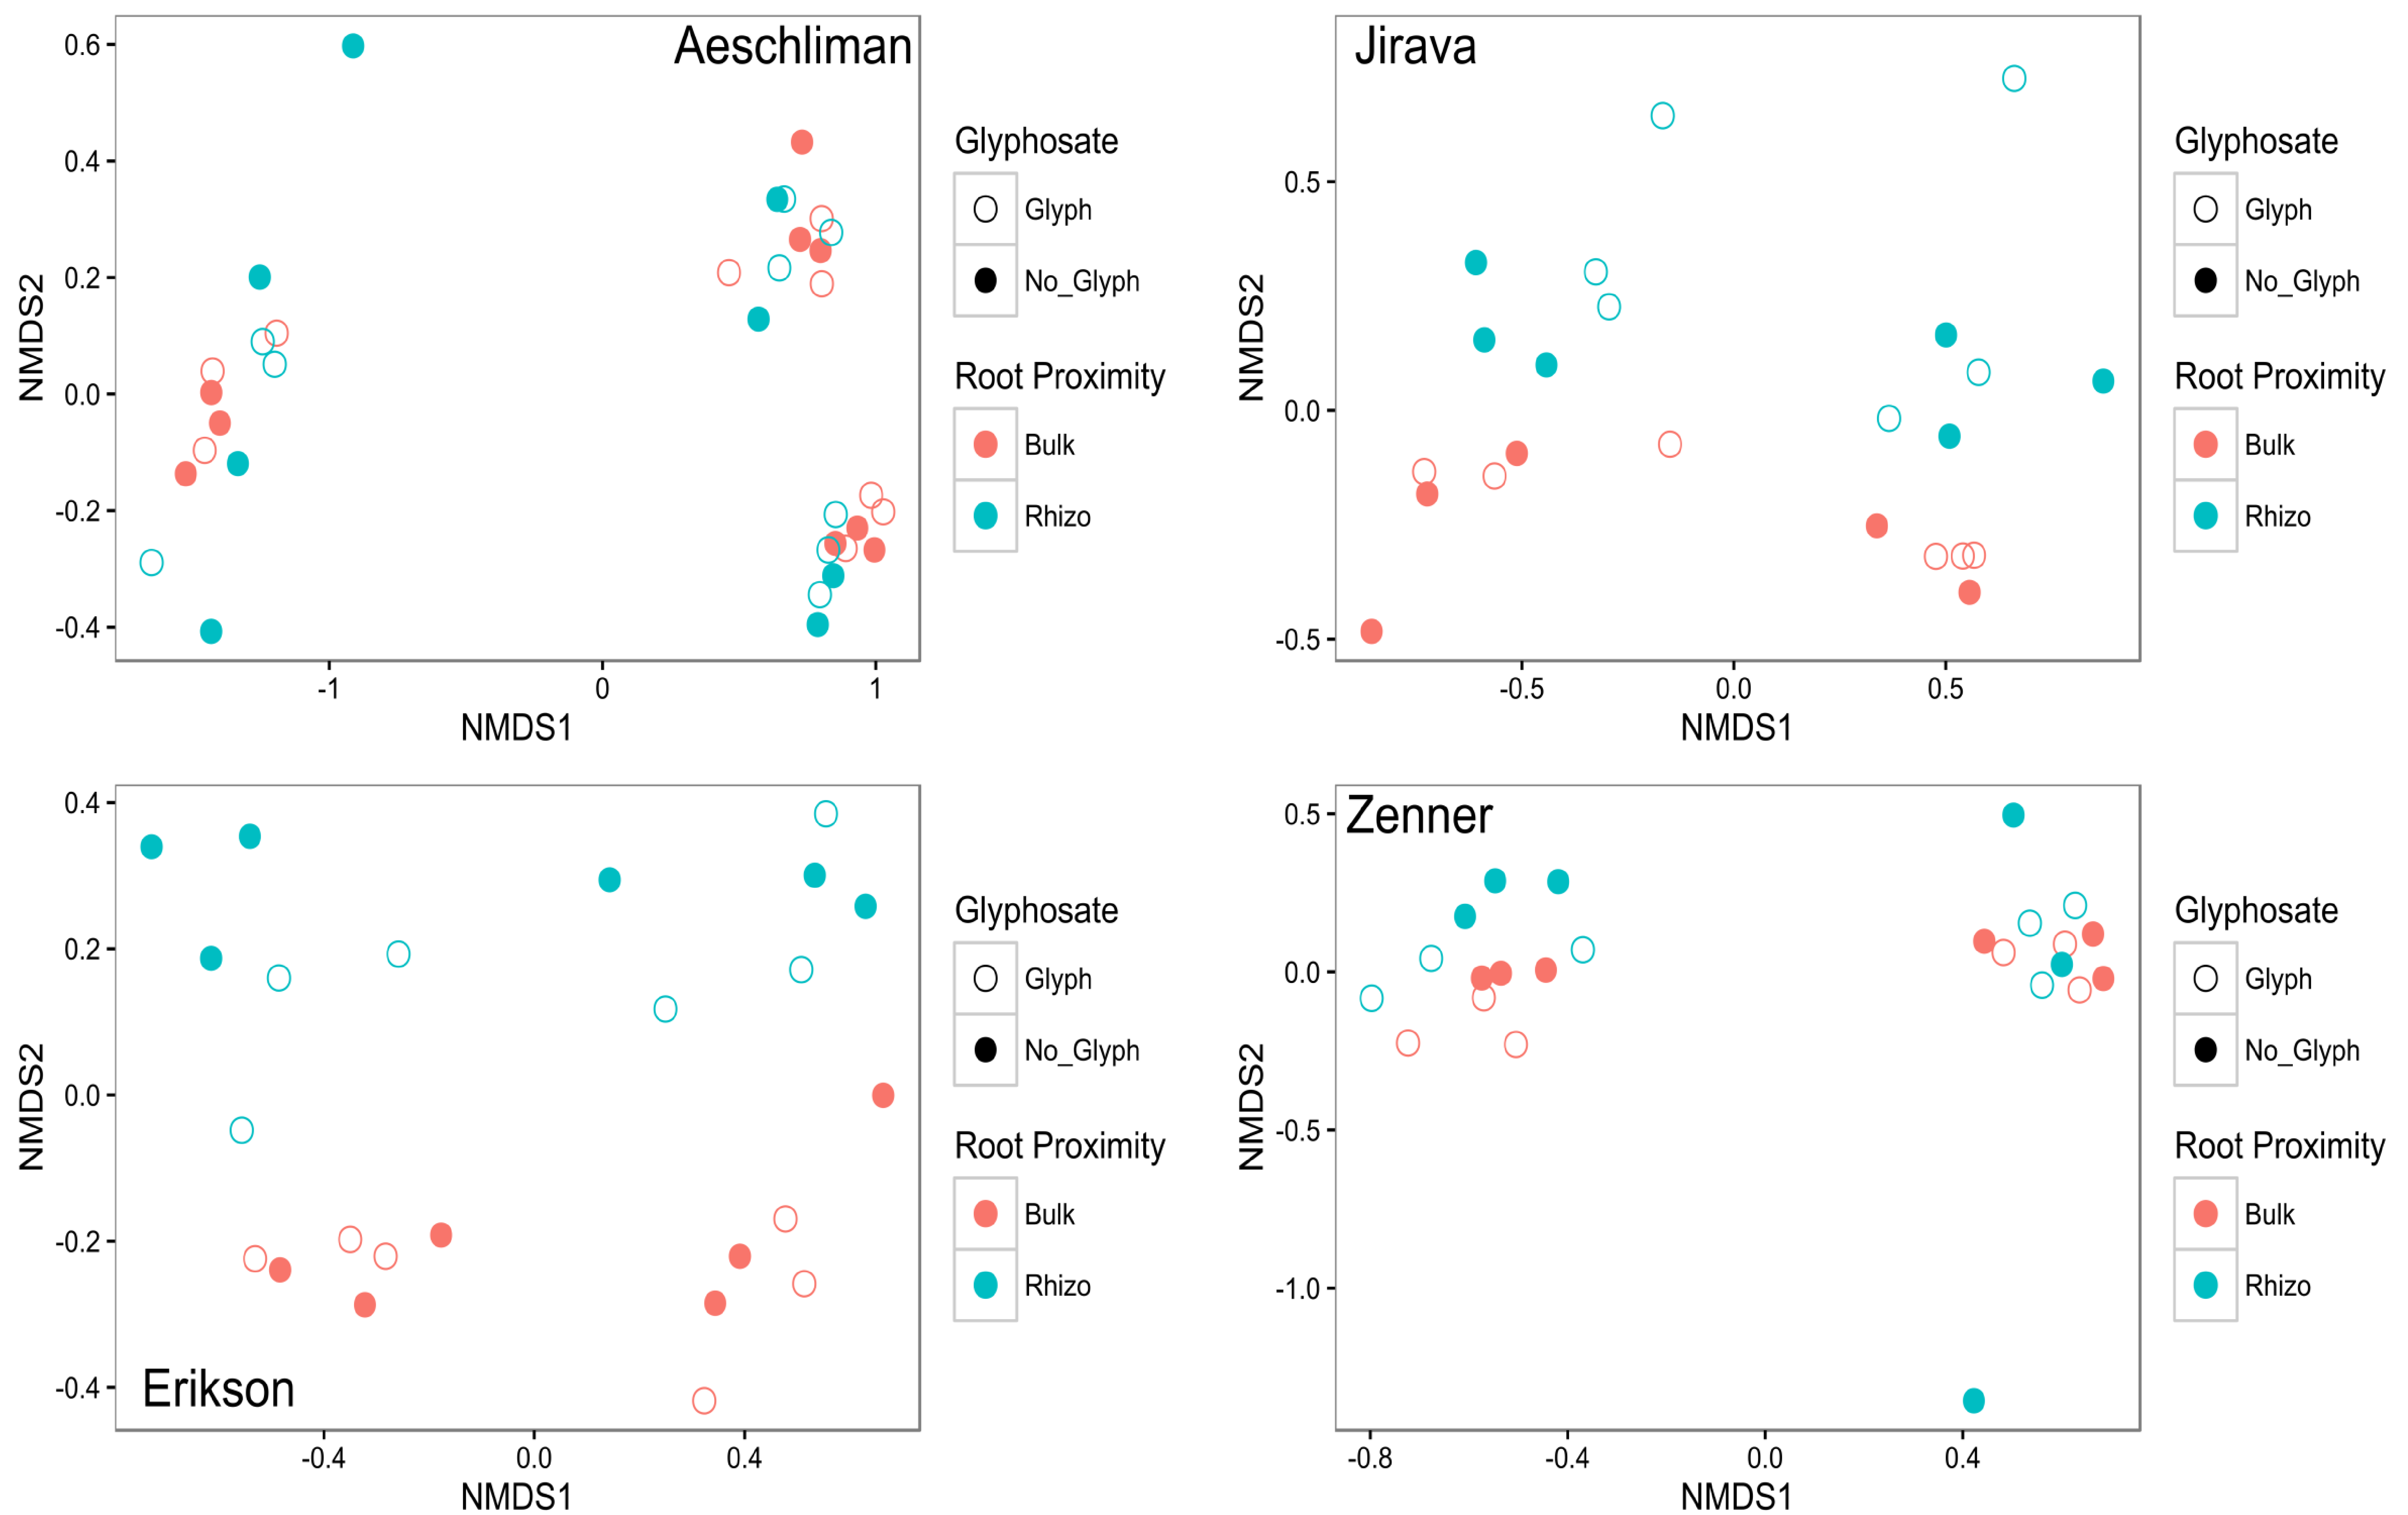 Aeschliman
0.6
0.4
0.2
0.0
-0.2
-0.4
NMDS2
-1
0
1
NMDS1
Glyphosate
Glyph
No_Glyph
Root Proximity
Bulk
Rhizo
Jirava
0.5
0.0
-0.5
NMDS2
-0.5
0.0
0.5
NMDS1
Glyphosate
Glyph
No_Glyph
Root Proximity
Bulk
Rhizo
Erikson
0.4
0.2
0.0
-0.2
-0.4
NMDS2
-0.4
0.0
0.4
NMDS1
Glyphosate
Glyph
No_Glyph
Root Proximity
Bulk
Rhizo
Zenner
0.5
0.0
-0.5
-1.0
NMDS2
-0.8
-0.4
0.0
0.4
NMDS1
Glyphosate
Glyph
No_Glyph
Root Proximity
Bulk
Rhizo